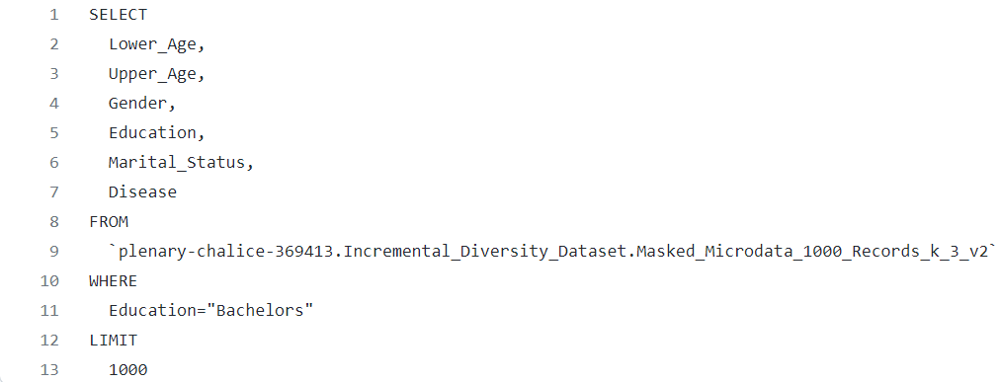 1 SELECT
2 Lower_Age,
3 Upper_Age,
4 Gender,
5 Education,
6 Marital_Status,
7 Disease
8 FROM
9 `plenary-chalice-369413.Incremental_Diversity_Dataset.Masked_Microdata_1000_Records_k_3_v2`
10 WHERE
11 Education="Bachelors"
12 LIMIT
13 1000